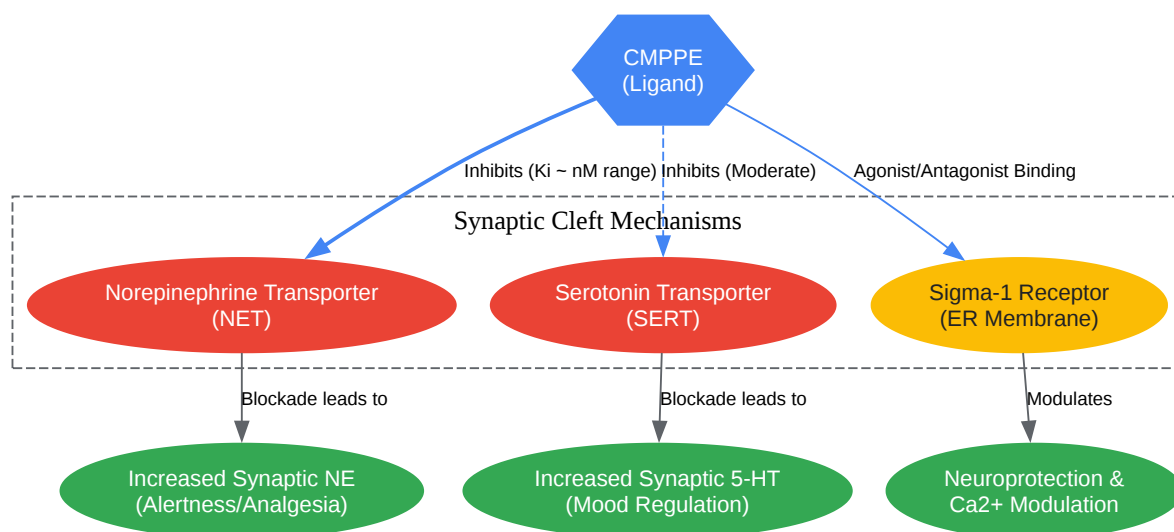 CMPPE
(Ligand)
Inhibits (Ki ~ nM range)
Inhibits (Moderate)
Agonist/Antagonist Binding
Synaptic Cleft Mechanisms
Norepinephrine Transporter
(NET)
Serotonin Transporter
(SERT)
Sigma-1 Receptor
(ER Membrane)
Blockade leads to
Blockade leads to
Modulates
Increased Synaptic NE
(Alertness/Analgesia)
Increased Synaptic 5-HT
(Mood Regulation)
Neuroprotection &
Ca2+ Modulation